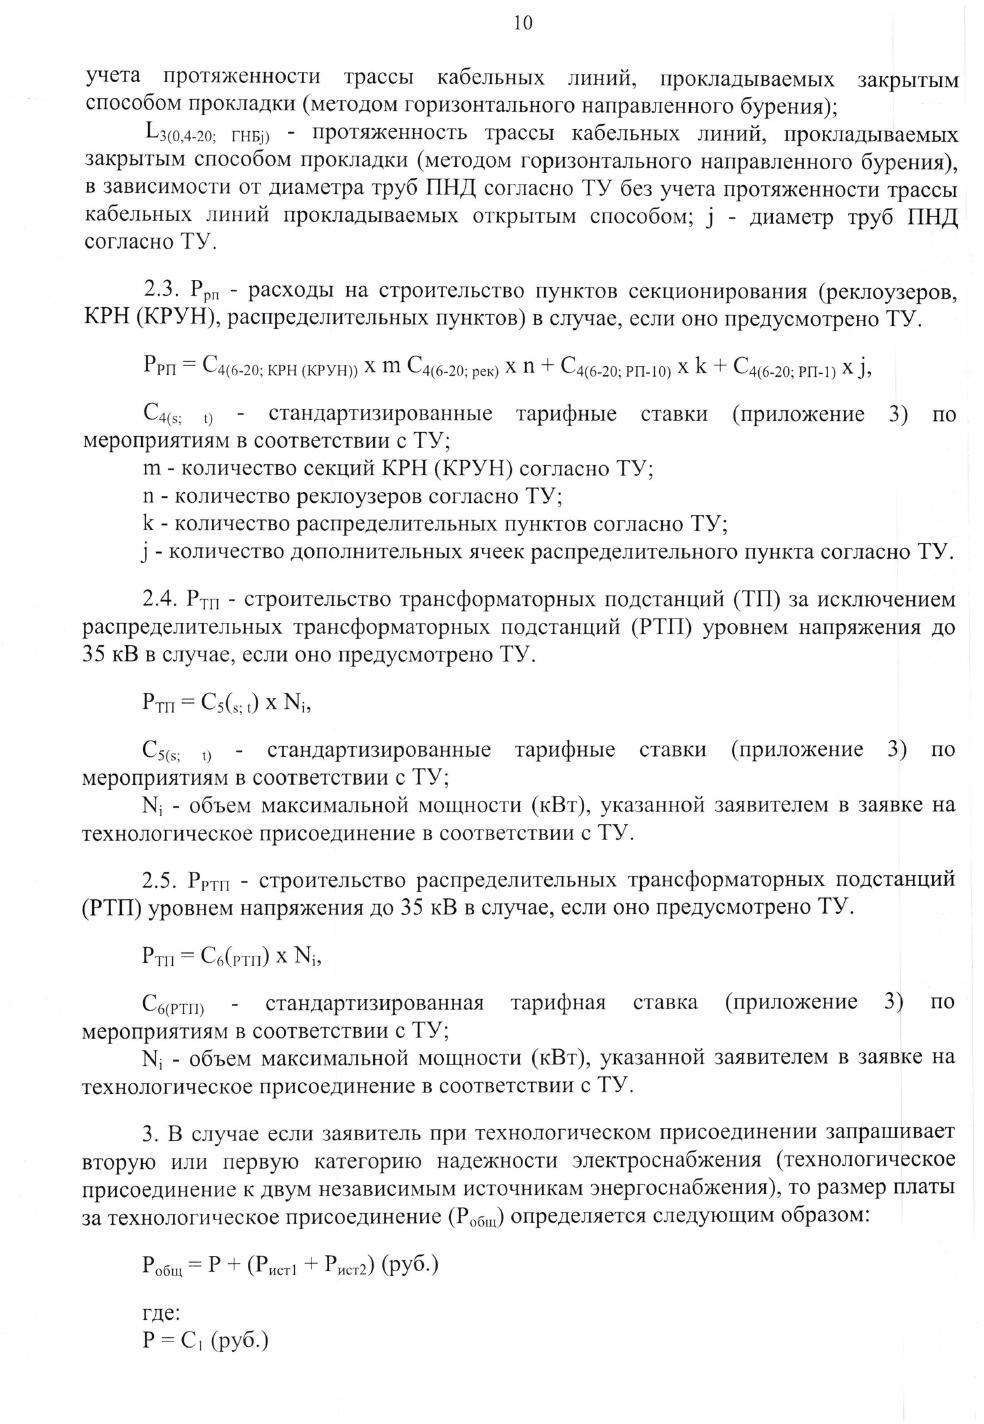 10
учета протяженности трассы кабельных линий, прокладываемых закрытым
способом прокладки (методом горизонтального направленного бурения);
L3(0,4-20; ГНБj) - протяженность трассы кабельных линий, прокладываемых
закрытым способом прокладки (методом горизонтального направленного бурения),
в зависимости от диаметра труб ПНД согласно ТУ без учета протяженности трассы
кабельных линий прокладываемых открытым способом; j - диаметр труб ПНД
согласно ТУ.
2.3. Ррп - расходы на строительство пунктов секционирования (реклоузеров,
КРН (КРУН), распределительных пунктов) в случае, если оно предусмотрено ТУ.
РРП = С4(6-20; КРН (КРУН)) х m С4(6-20; рек) х n + С4(6-20; РП-10) х k + С4(6-20; РП-1) х j,
С4(s; t) - стандартизированные тарифные ставки (приложение 3) по
мероприятиям в соответствии с ТУ;
m - количество секций КРН (КРУН) согласно ТУ;
n - количество реклоузеров согласно ТУ;
k - количество распределительных пунктов согласно ТУ;
j - количество дополнительных ячеек распределительного пункта согласно ТУ.
2.4. РТП - строительство трансформаторных подстанций (ТП) за исключением
распределительных трансформаторных подстанций (РТП) уровнем напряжения до
35 кВ в случае, если оно предусмотрено ТУ.
РТП = С5(s; t) х Ni,
С5(s; t) - стандартизированные тарифные ставки (приложение 3) по
мероприятиям в соответствии с ТУ;
Ni - объем максимальной мощности (кВт), указанной заявителем в заявке на
технологическое присоединение в соответствии с ТУ.
2.5. РРТП - строительство распределительных трансформаторных подстанций
(РТП) уровнем напряжения до 35 кВ в случае, если оно предусмотрено ТУ.
РТП = С6(РТП) х Ni,
С6(РТП) - стандартизированная тарифная ставка (приложение 3) по
мероприятиям в соответствии с ТУ;
Ni - объем максимальной мощности (кВт), указанной заявителем в заявке на
технологическое присоединение в соответствии с ТУ.
3. В случае если заявитель при технологическом присоединении запрашивает
вторую или первую категорию надежности электроснабжения (технологическое
присоединение к двум независимым источникам энергоснабжения), то размер платы
за технологическое присоединение (Робщ) определяется следующим образом:
Робщ = Р + (Рист1 + Рист2) (руб.)
где:
Р = С1 (руб.)